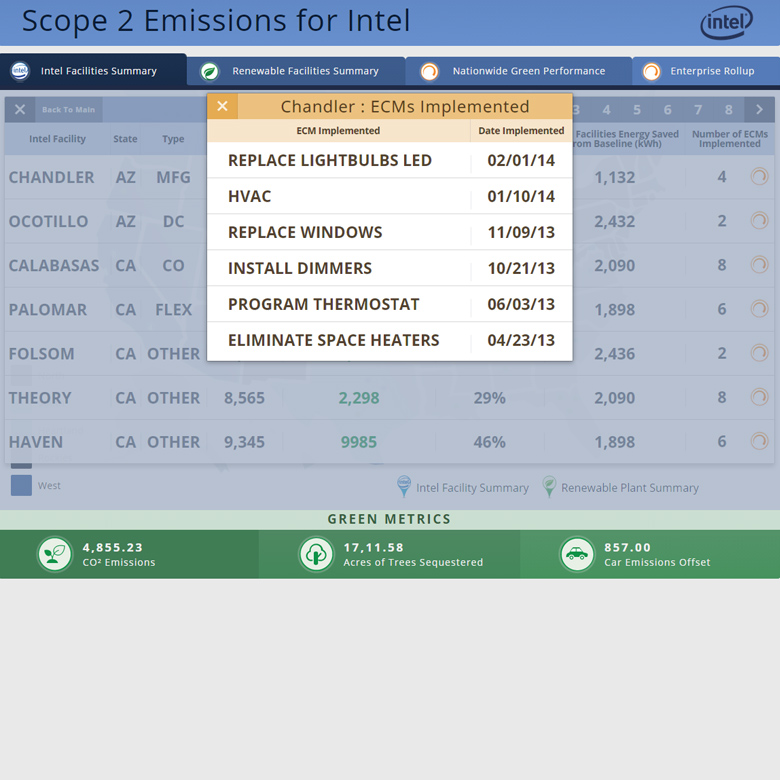 Scope 2 Emissions for Intel
intel
intel Intel Facilities Summary Renewable Facilities Summary Nationwide Green Performance Enterprise Rollup
Back To Main 3 4 5 6 7 8
Chandler : ECMs Implemented
ECM Implemented Date Implemented
Intel Facility State Type Facilities Energy Saved
from Baseline (kWh) Number of ECMs
Implemented
REPLACE LIGHTBULBS LED 02/01/14
CHANDLER AZ MFG 1,132 4
HVAC 01/10/14
OCOTILLO AZ DC 2,432 2
REPLACE WINDOWS 11/09/13
CALABASAS CA CO 2,090 8
INSTALL DIMMERS 10/21/13
PROGRAM THERMOSTAT 06/03/13
PALOMAR CA FLEX 1,898 6
ELIMINATE SPACE HEATERS 04/23/13
FOLSOM CA OTHER 2,436 2
THEORY CA OTHER 8,565 2,298 29% 2,090 8
HAVEN CA OTHER 9,345 9985 46% 1,898 6
West Intel Facility Summary Renewable Plant Summary
GREEN METRICS
4,855.23
CO² Emissions
17,11.58
Acres of Trees Sequestered
857.00
Car Emissions Offset